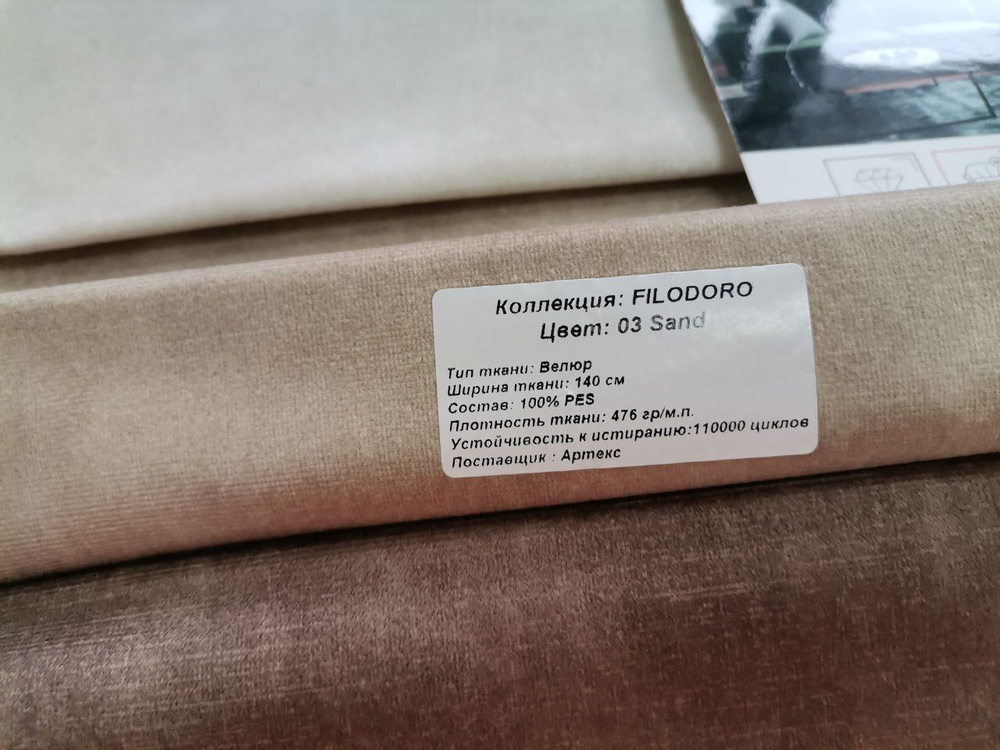 Коллекция: FILODORO
Цвет: 03 Sand
Тип ткани: Велюр
Ширина ткани: 140 см
Состав: 100% PES
Плотность ткани: 476 гр/м.п.
Устойчивость к истиранию:110000 циклов
Поставщик : Артекс